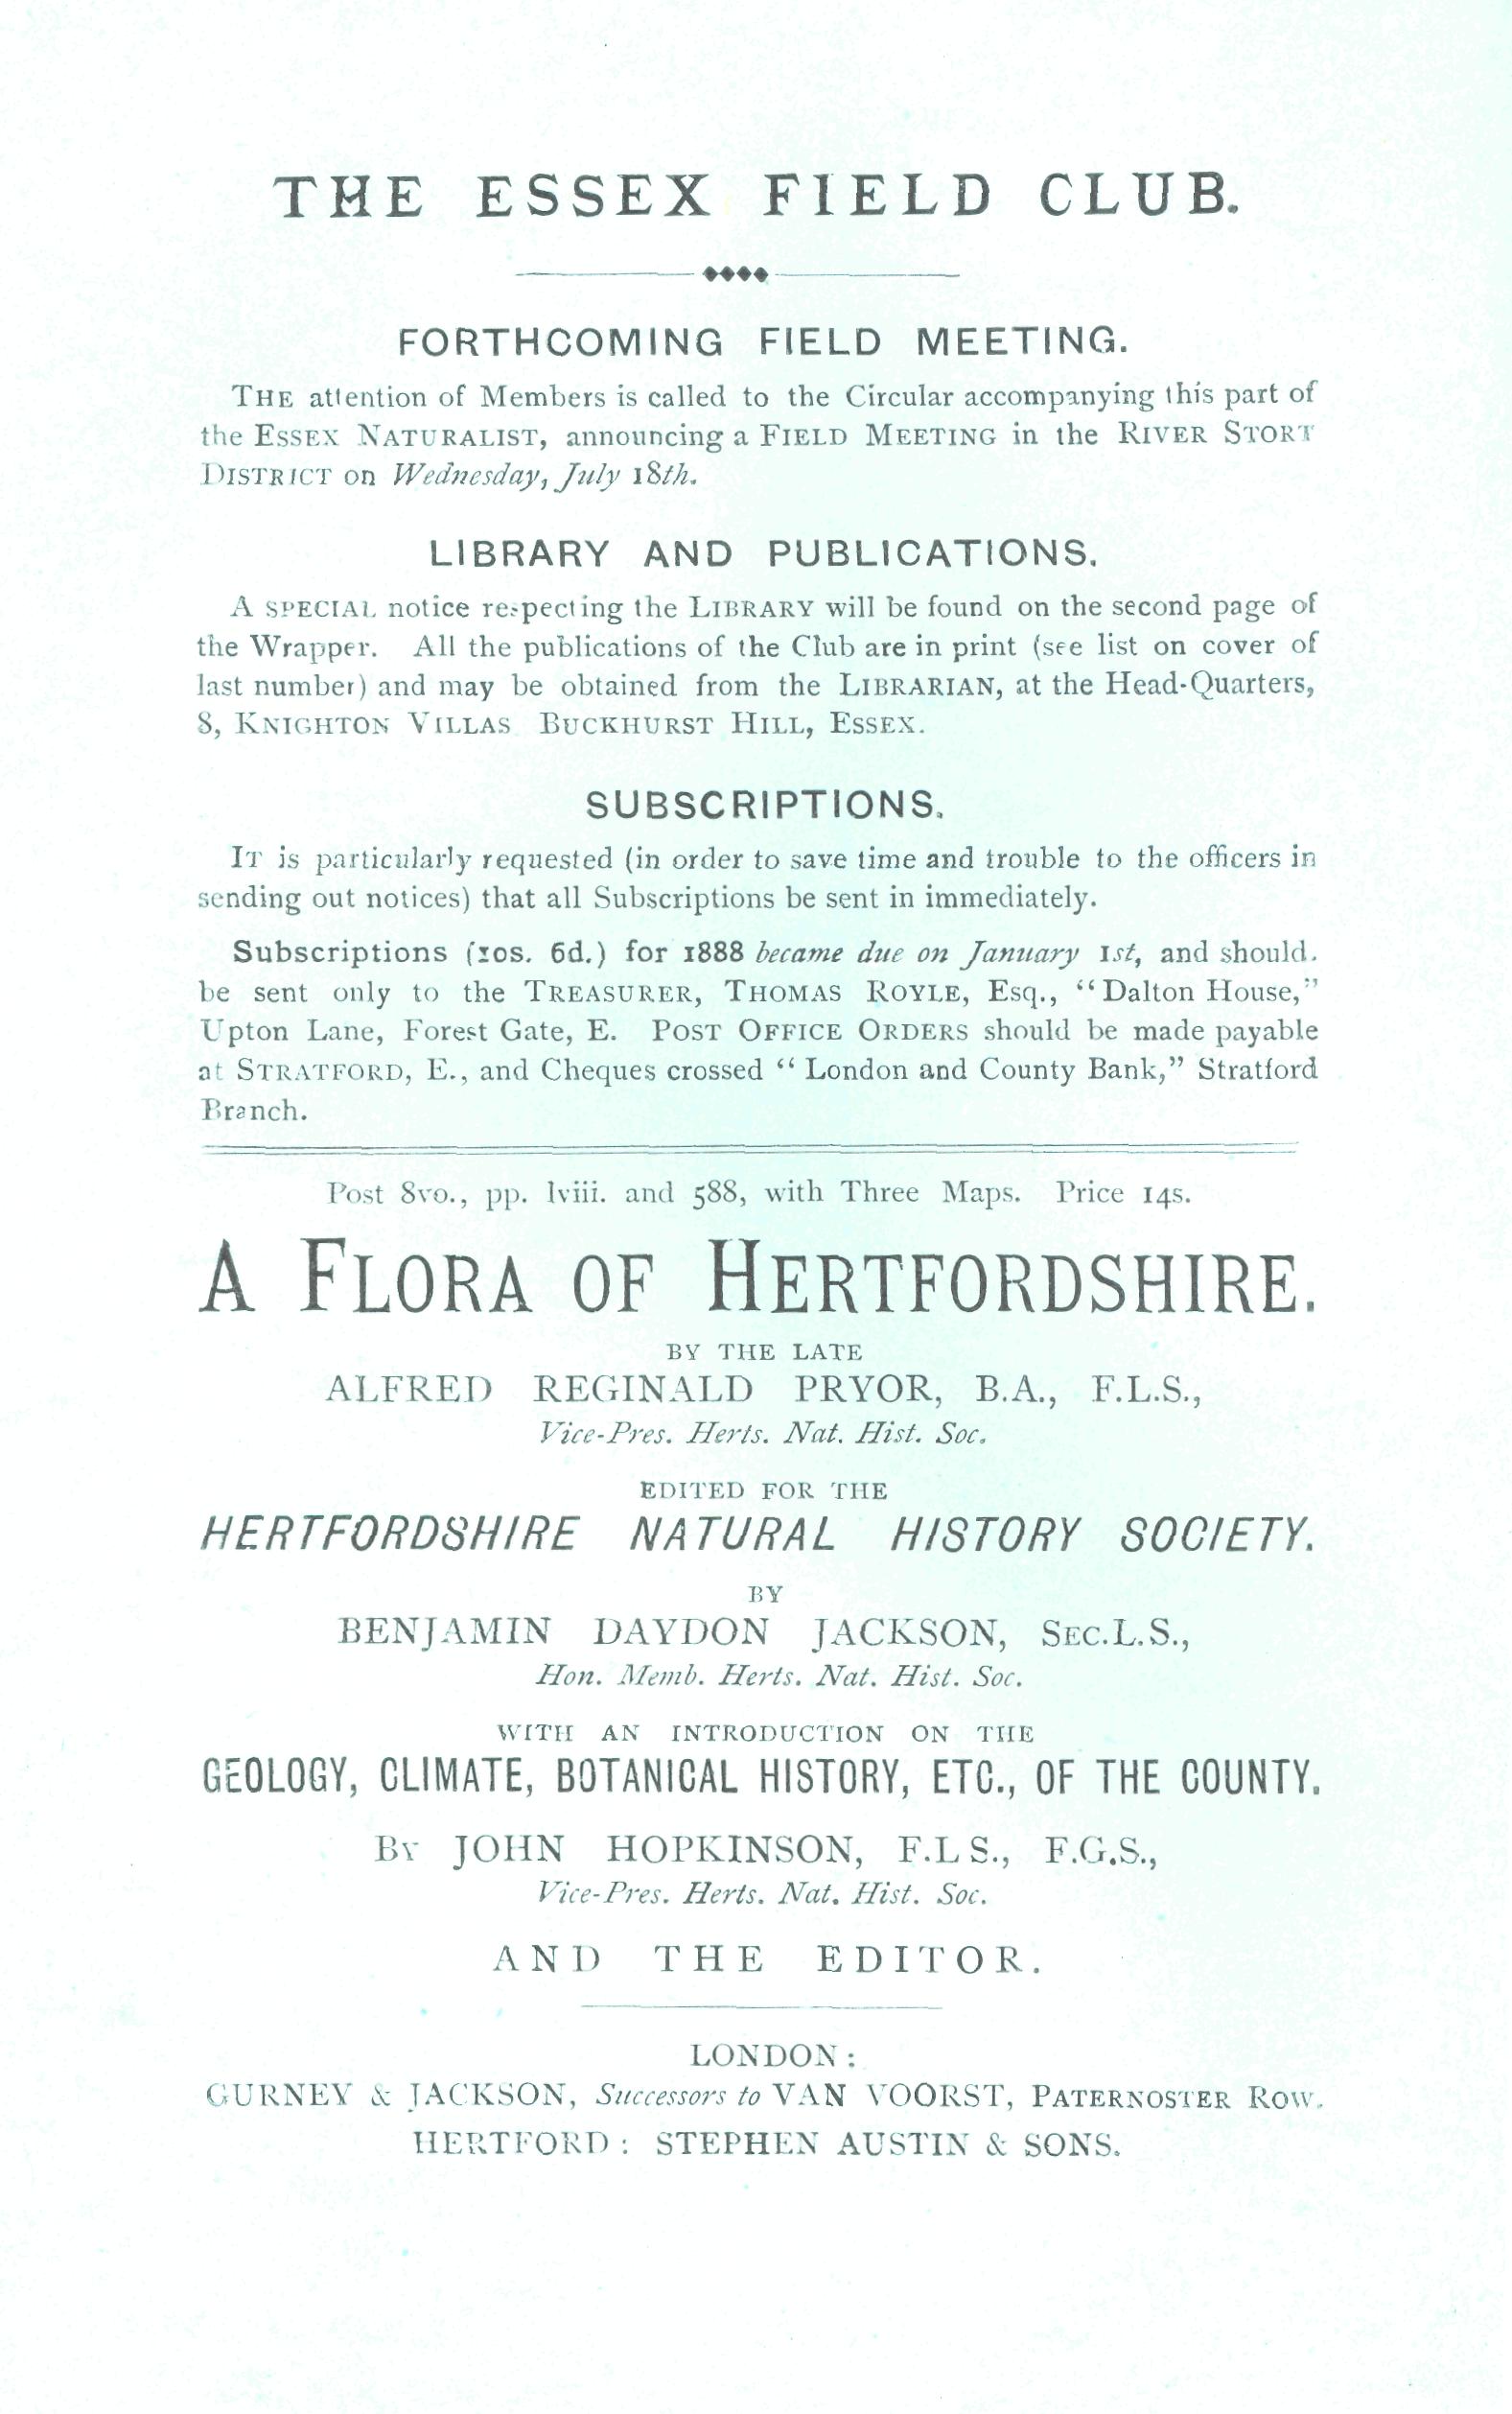 THE ESSEX FIELD CLUB.
FORTHCOMING FIELD MEETING.
THE attention of Members is called to the Circular accompanying this part of
the ESSEX NATURALIST, announcing a FIELD MEETING in the RIVER STORT
DISTRICT on Wednesday, July 18th.
LIBRARY AND PUBLICATIONS.
A SPECIAL notice respecting the LIBRARY will be found on the second page of
the Wrapper. All the publications of the Club are in print (see list on cover of
last number) and may be obtained from the LIBRARIAN, at the Head-Quarters,
8, KNIGHTON VILLAS BUCKHURST HILL, ESSEX.
SUBSCRIPTIONS.
IT is particularly requested (in order to save time and trouble to the officers in
sending out notices) that all Subscriptions be sent in immediately.
Subscriptions (10s. 6d.) for 1888 became due on January 1st, and should.
be sent only to the TREASURER, THOMAS ROYLE, Esq., "Dalton House,"
Upton Lane, Forest Gate, E. POST OFFICE ORDERS should be made payable
at STRATFORD, E., and Cheques crossed "London and County Bank," Stratford
Branch.
Post 8vo., pp. lviii. and 588, with Three Maps. Price 14s.
A FLORA OF HERTFORDSHIRE.
BY THE LATE
ALFRED REGINALD PRYOR, B.A., F.L.S.,
Vice-Pres. Herts. Nat. Hist. Soc.
EDITED FOR THE
HERTFORDSHIRE NATURAL HISTORY SOCIETY.
BY
BENJAMIN DAYDON JACKSON, SEC.L.S.,
Hon. Memb. Herts. Nat. Hist. Soc.
WITH AN INTRODUCTION ON THE
GEOLOGY, CLIMATE, BOTANICAL HISTORY, ETC., OF THE COUNTY.
BY JOHN HOPKINSON, F.L S., F.G.S.,
Vice-Pres. Herts. Nat. Hist. Soc.
AND THE EDITOR.
LONDON:
GURNEY & JACKSON, Successors to VAN VOORST, PATERNOSTER ROW.
HERTFORD: STEPHEN AUSTIN & SONS.